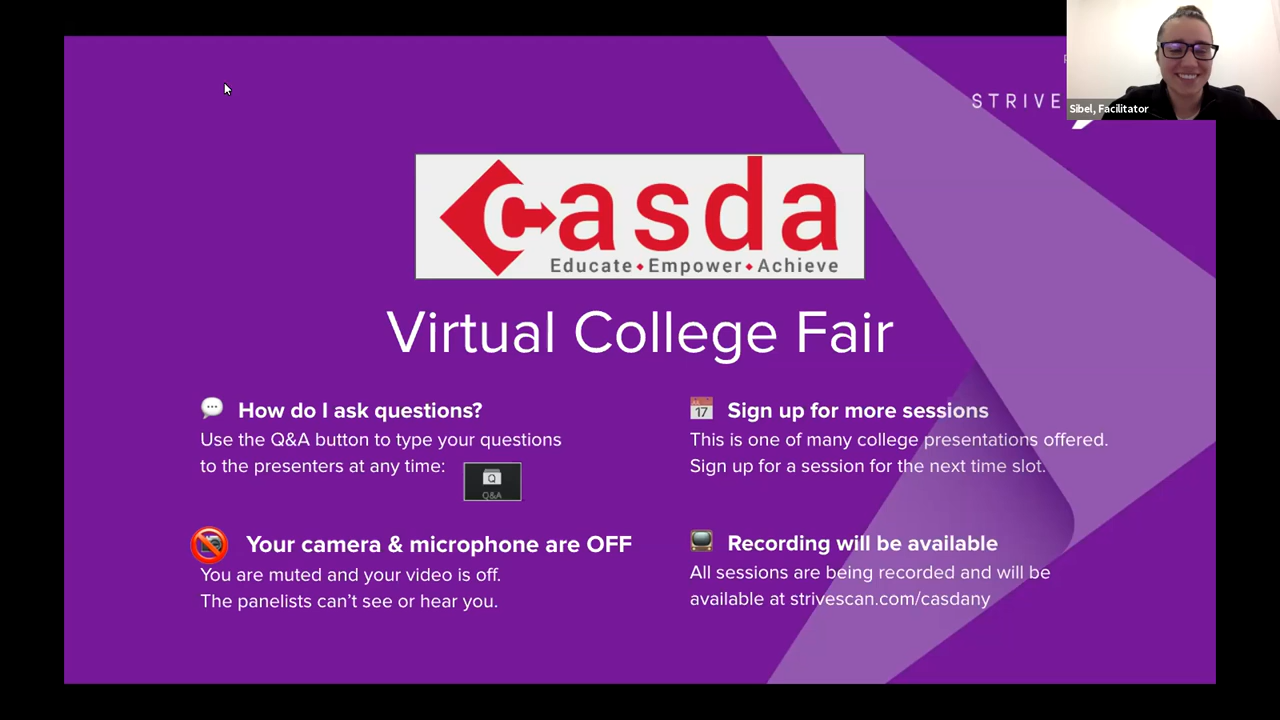 STRIVE
Sibel, Facilitator
casda
Educate Empower Achieve
Virtual College Fair
How do I ask questions?
Use the Q&A button to type your questions
to the presenters at any time:
Q
Q&A
Sign up for more sessions
This is one of many college presentations offered.
Sign up for a session for the next time slot.
17
Your camera & microphone are OFF
You are muted and your video is off.
The panelists can’t see or hear you.
Recording will be available
All sessions are being recorded and will be
available at strivescan.com/casdany